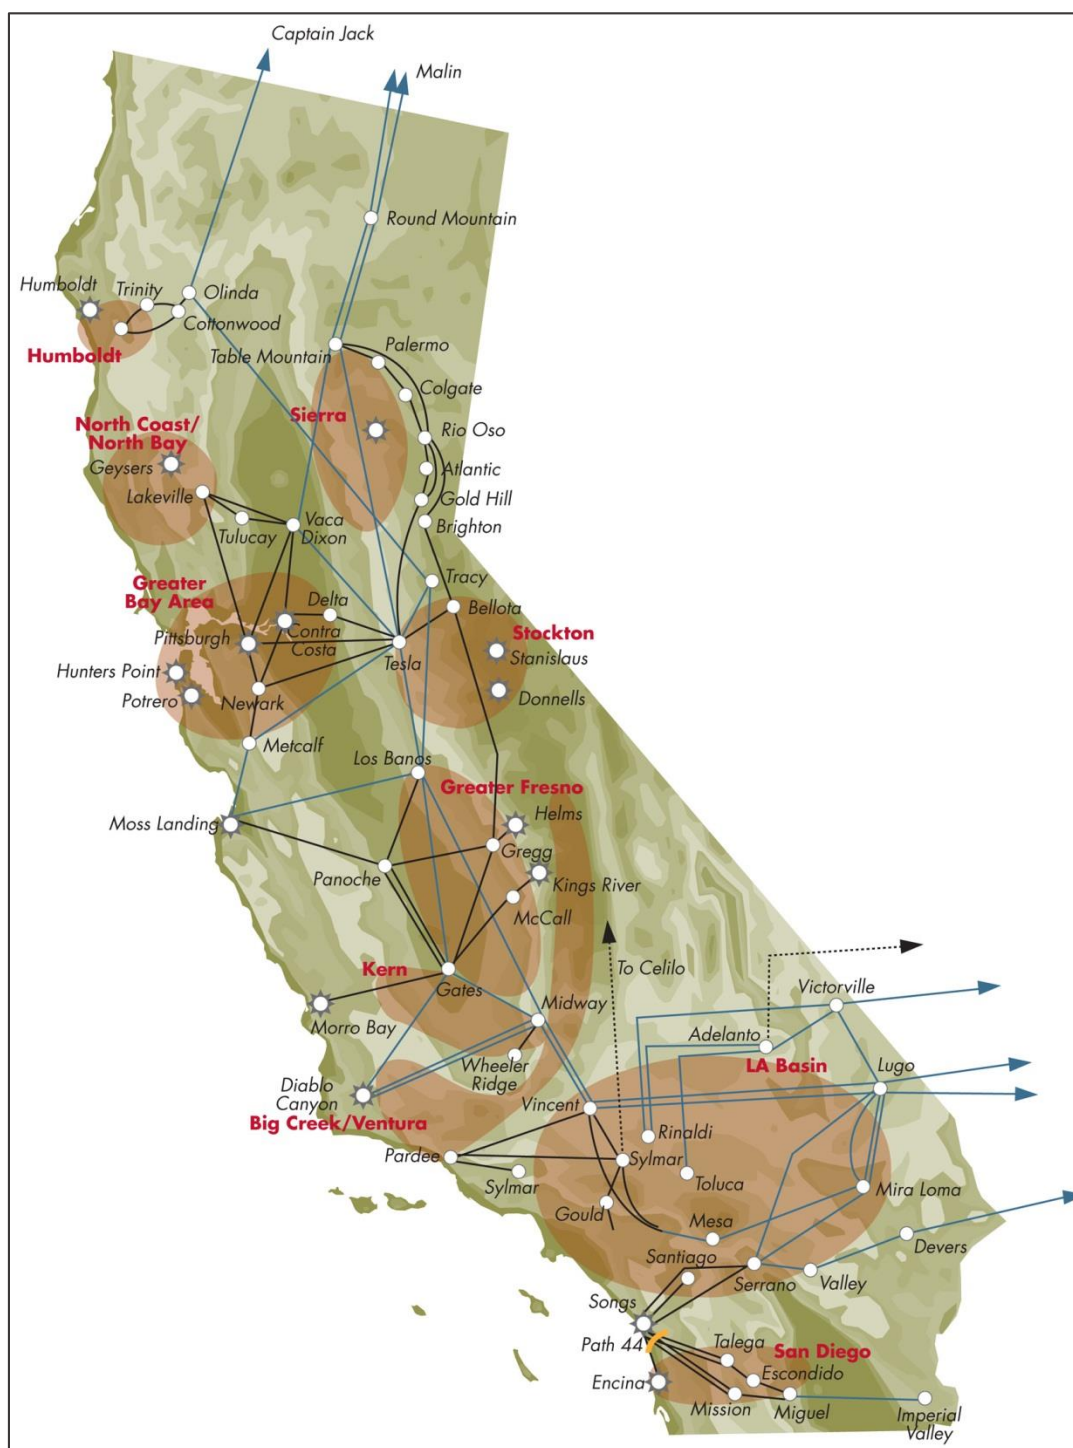 Captain Jack
Malin
Round Mountain
Humboldt
Trinity
Olinda
Cottonwood
Humboldt
Table Mountain
Palermo
Colgate
Sierra
North Coast/
North Bay
Rio Oso
Geysers
Atlantic
Lakeville
Gold Hill
Tulucay
Vaca
Dixon
Brighton
Greater
Bay Area
Tracy
Delta
Bellota
Pittsburgh
Contra
Costa
Stockton
Tesla
Stanislaus
Hunters Point
Potrero
Newark
Donnells
Metcalf
Los Banos
Greater Fresno
Moss Landing
Helms
Gregg
Panoche
Kings River
McCall
Kern
To Celilo
Gates
Victorville
Midway
Morro Bay
Adelanto
LA Basin
Wheeler
Ridge
Lugo
Diablo
Canyon
Vincent
Big Creek/Ventura
Rinaldi
Pardee
Sylmar
Sylmar
Toluca
Mira Loma
Gould
Mesa
Devers
Santiago
Serrano
Valley
Songs
Path 44
Talega
San Diego
Escondido
Encina
Mission
Miguel
Imperial
Valley